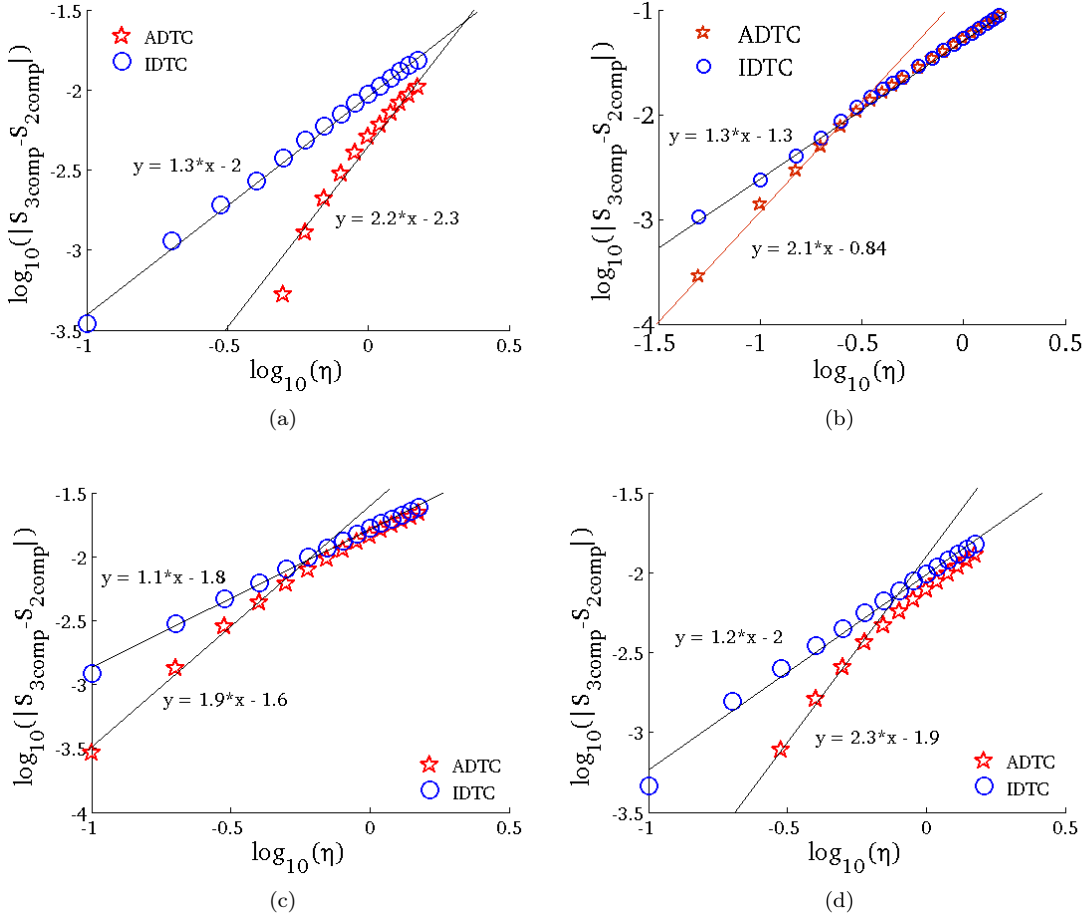 -1.5
-2
-2.5
-3
-3.5
-1
-0.5
0
0.5
ADTC
IDTC
y = 1.3*x - 2
y = 2.2*x - 2.3
log10(|S3comp-S2comp|)
log10(η)
(a)
-1
-2
-3
-4
-1.5
-1
-0.5
0
0.5
ADTC
IDTC
y = 1.3*x - 1.3
y = 2.1*x - 0.84
log10(|S3comp-S2comp|)
log10(η)
(b)
-1.5
-2
-2.5
-3
-3.5
-4
-1
-0.5
0
0.5
y = 1.1*x - 1.8
y = 1.9*x - 1.6
ADTC
IDTC
log10(|S3comp-S2comp|)
log10(η)
(c)
-1.5
-2
-2.5
-3
-3.5
-1
-0.5
0
0.5
y = 1.2*x - 2
y = 2.3*x - 1.9
ADTC
IDTC
log10(|S3comp-S2comp|)
log10(η)
(d)